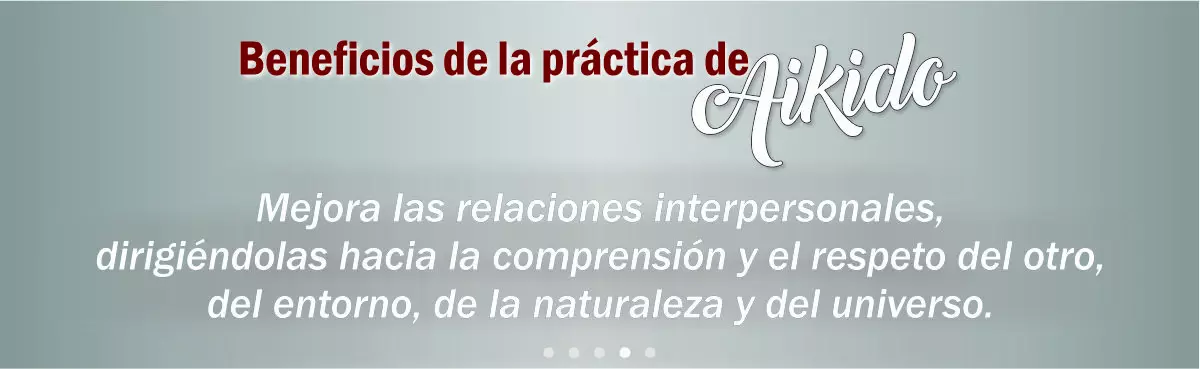 Beneficios de la práctica de Aikido
Mejora las relaciones interpersonales,
dirigiéndolas hacia la comprensión y el respeto del otro,
del entorno, de la naturaleza y del universo.